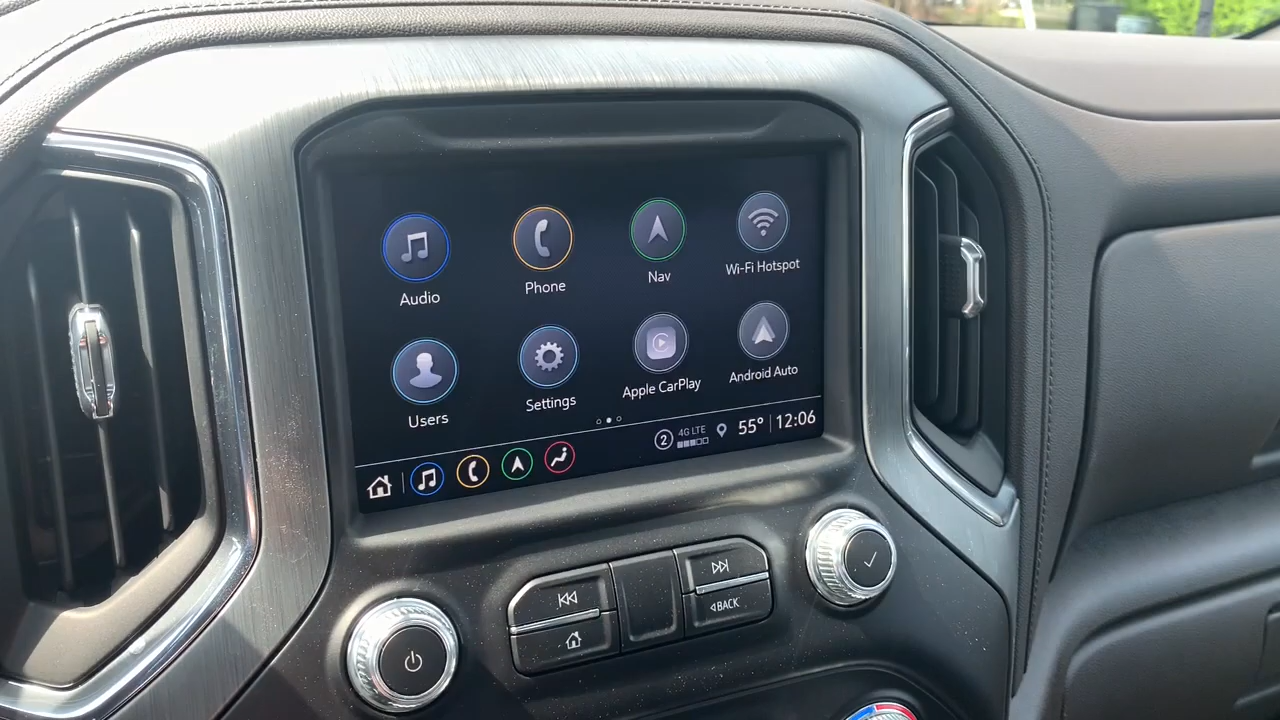 Audio
Phone
Nav
Wi-Fi Hotspot
Users
Settings
Apple CarPlay
Android Auto
2
4G LTE
55°
12:06
BACK